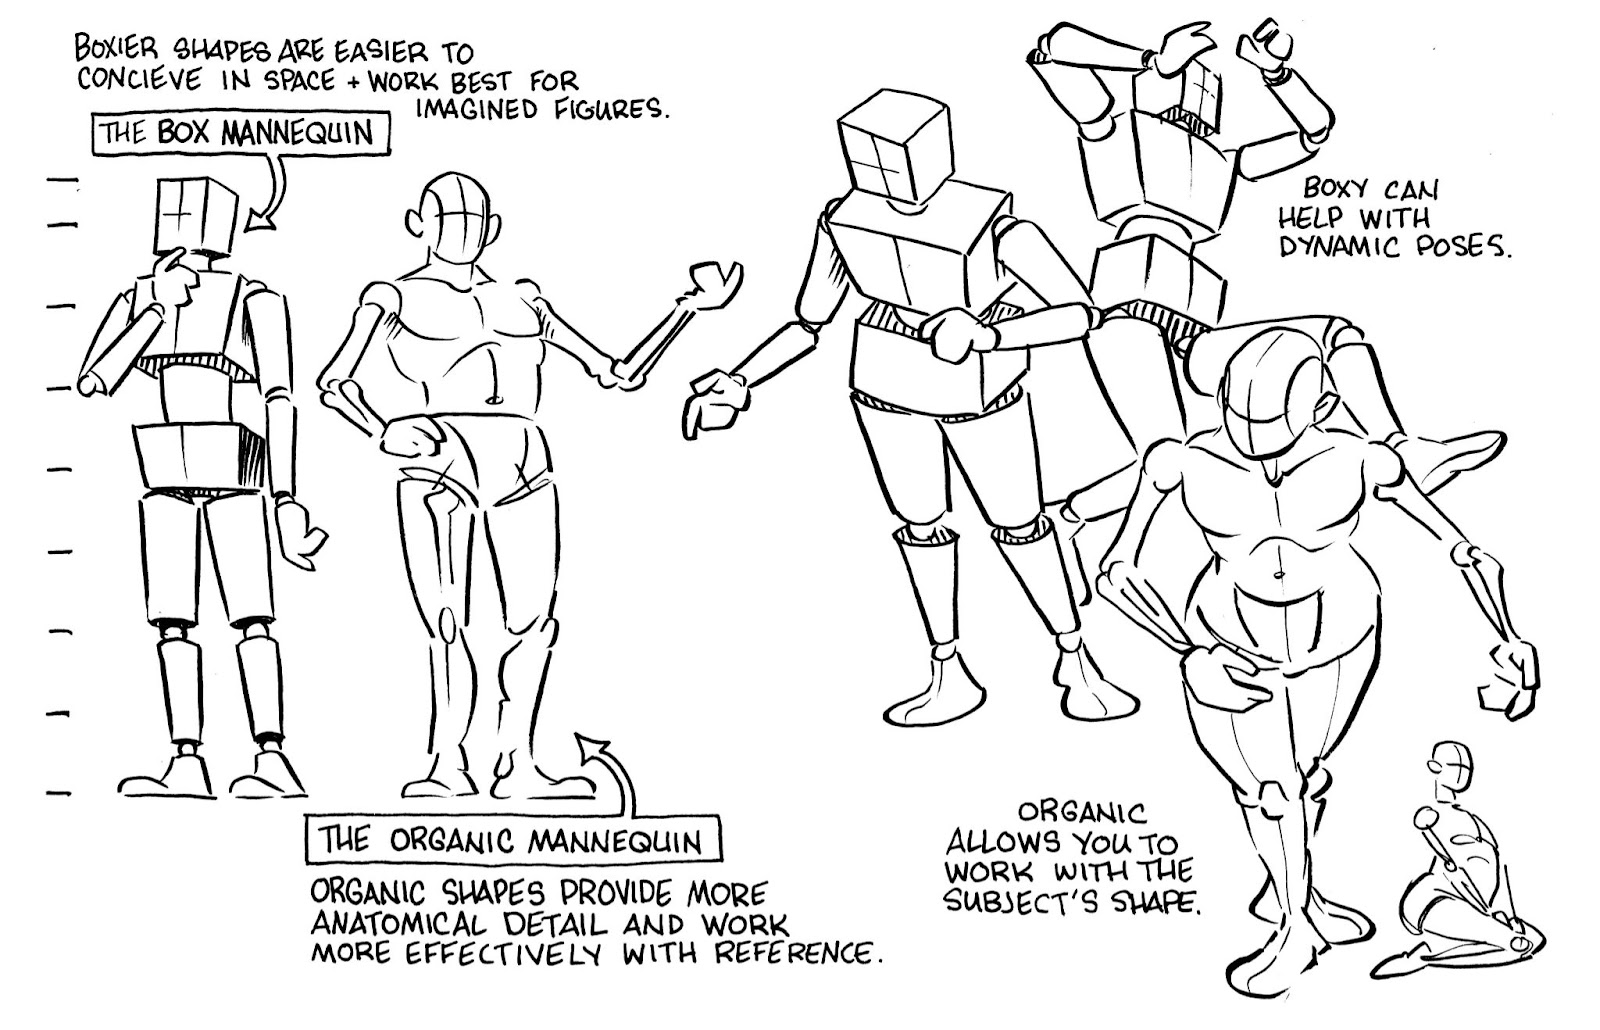 BOXIER SHAPES ARE EASIER TO
CONCIEVE IN SPACE + WORK BEST FOR
IMAGINED FIGURES.
THE BOX MANNEQUIN
BOXY CAN
HELP WITH
DYNAMIC POSES.
THE ORGANIC MANNEQUIN
ORGANIC SHAPES PROVIDE MORE
ANATOMICAL DETAIL AND WORK
MORE EFFECTIVELY WITH REFERENCE.
ORGANIC
ALLOWS YOU TO
WORK WITH THE
SUBJECT'S SHAPE.